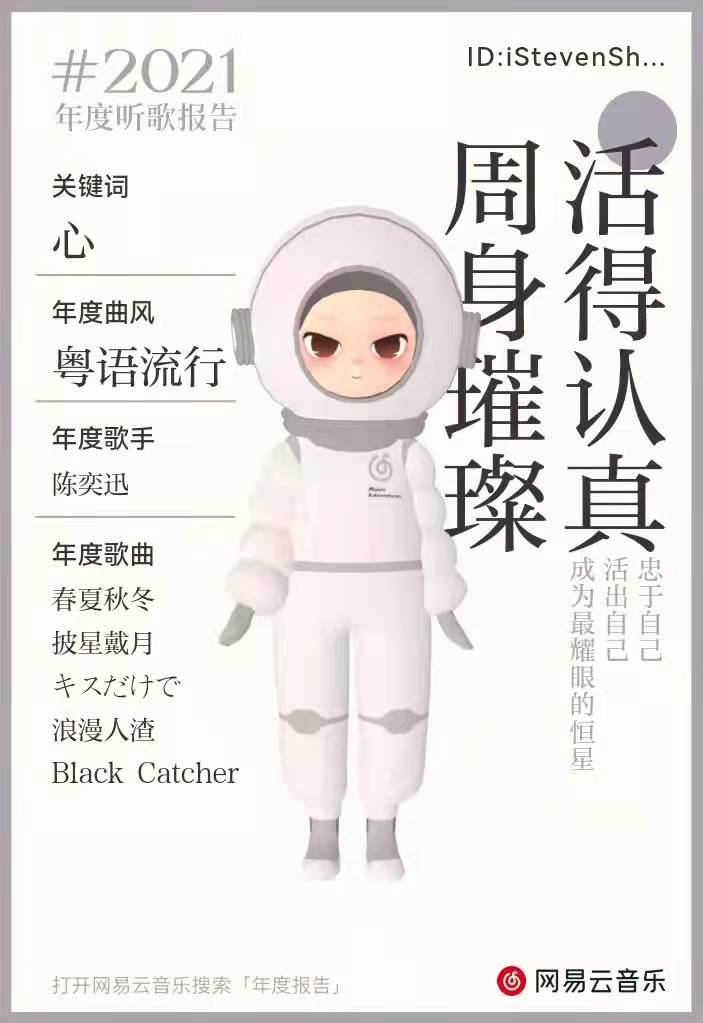 #2021
年度听歌报告
ID:iStevenSh...
关键词
心
年度曲风
粤语流行
年度歌手
陈奕迅
年度歌曲
春夏秋冬
披星戴月
キスだけで
浪漫人渣
Black Catcher
活得认真
周身璀璨
忠于自己
活出自己
成为最耀眼的恒星
打开网易云音乐搜索「年度报告」
网易云音乐